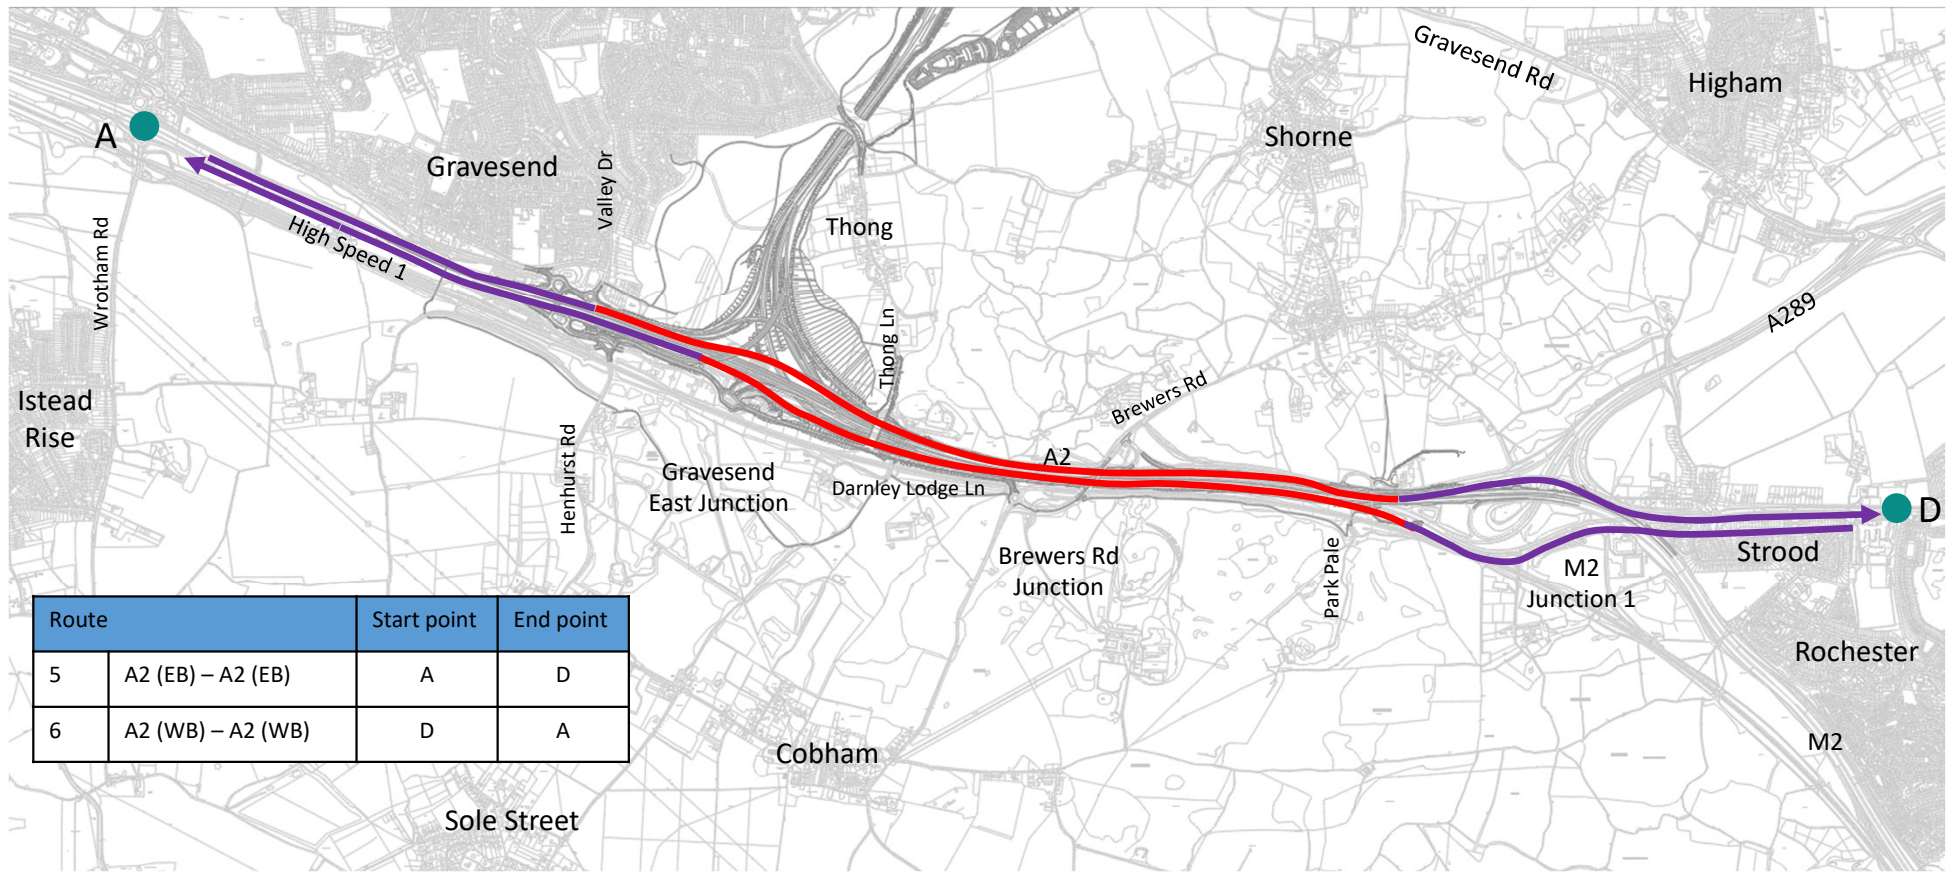 Gravesend Rd
Higham
A
Shorne
Gravesend
Valley Dr
Thong
High Speed 1
Wrotham Rd
A289
Thong Ln
Brewers Rd
Istead
Rise
Henhurst Rd
A2
Gravesend
East Junction
Darnley Lodge Ln
D
Strood
Brewers Rd
Junction
Park Pale
M2
Junction 1
Rochester
M2
Cobham
Sole Street
Route Start point End point
5 A2 (EB) – A2 (EB) A D
6 A2 (WB) – A2 (WB) D A